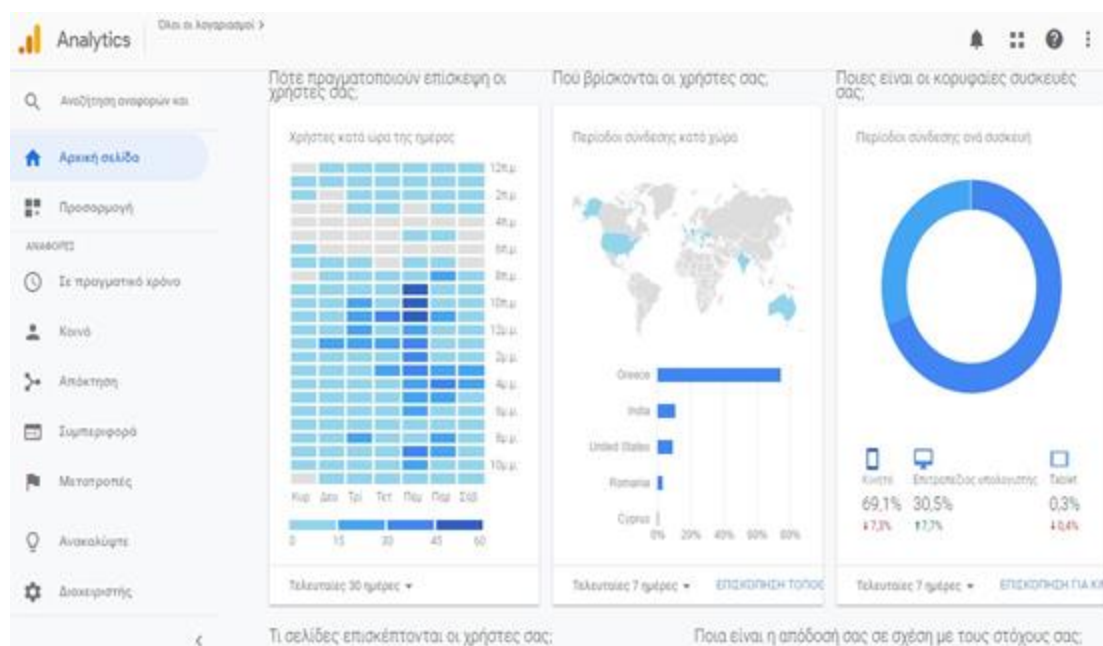 Analytics
Όλοι οι λογαριασμοί >
Αναζήτηση αναφορών και
Αρχική σελίδα
Προσαρμογή
ΑΝΑΦΟΡΕΣ
Σε πραγματικό χρόνο
Κοινό
Απόκτηση
Συμπεριφορά
Μετατροπές
Ανακαλύψτε
Διαχειριστής
Πότε πραγματοποιούν επίσκεψη οι
χρήστες σας;
Χρήστες κατά ώρα της ημέρας
12π.μ.
2π.μ.
4π.μ.
6π.μ.
8π.μ.
10π.μ.
12μ.μ.
2μ.μ.
4μ.μ.
6μ.μ.
8μ.μ.
10μ.μ.
Κυρ Δευ Τρί Τετ Πέμ Παρ Σάβ
0 15 30 45 60
Τελευταίες 30 ημέρες
Πού βρίσκονται οι χρήστες σας;
Περίοδοι σύνδεσης κατά χώρα
Greece
India
United States
Romania
Cyprus
0% 20% 40% 60% 80%
Τελευταίες 7 ημέρες ΕΠΙΣΚΟΠΗΣΗ ΤΟΠΟΘ
Ποιες είναι οι κορυφαίες συσκευές
σας;
Περίοδοι σύνδεσης ανά συσκευή
Κινητό Επιτραπέζιος υπολογιστής Tablet
69,1% 30,5% 0,3%
↓7,3% ↑7,7% ↓0,4%
Τελευταίες 7 ημέρες ΕΠΙΣΚΟΠΗΣΗ ΓΙΑ ΚΙΝ
Τι σελίδες επισκέπτονται οι χρήστες σας;
Ποια είναι η απόδοσή σας σε σχέση με τους στόχους σας;